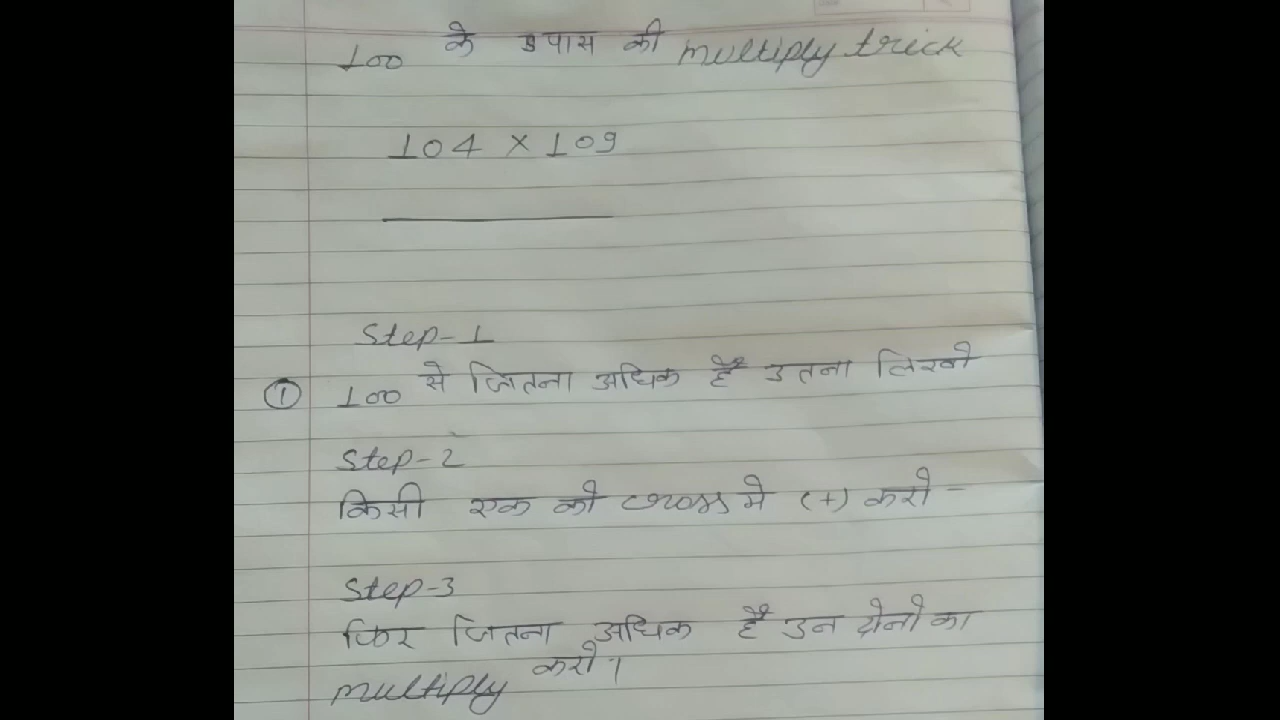 100 के पास की multiply trick
104 × 109
Step-1
① 100 से जितना अधिक है उतना लिखो
Step-2
किसी एक को cross मे (+) करो -
Step-3
फिर जितना अधिक है उन दोनो का
multiply करो।